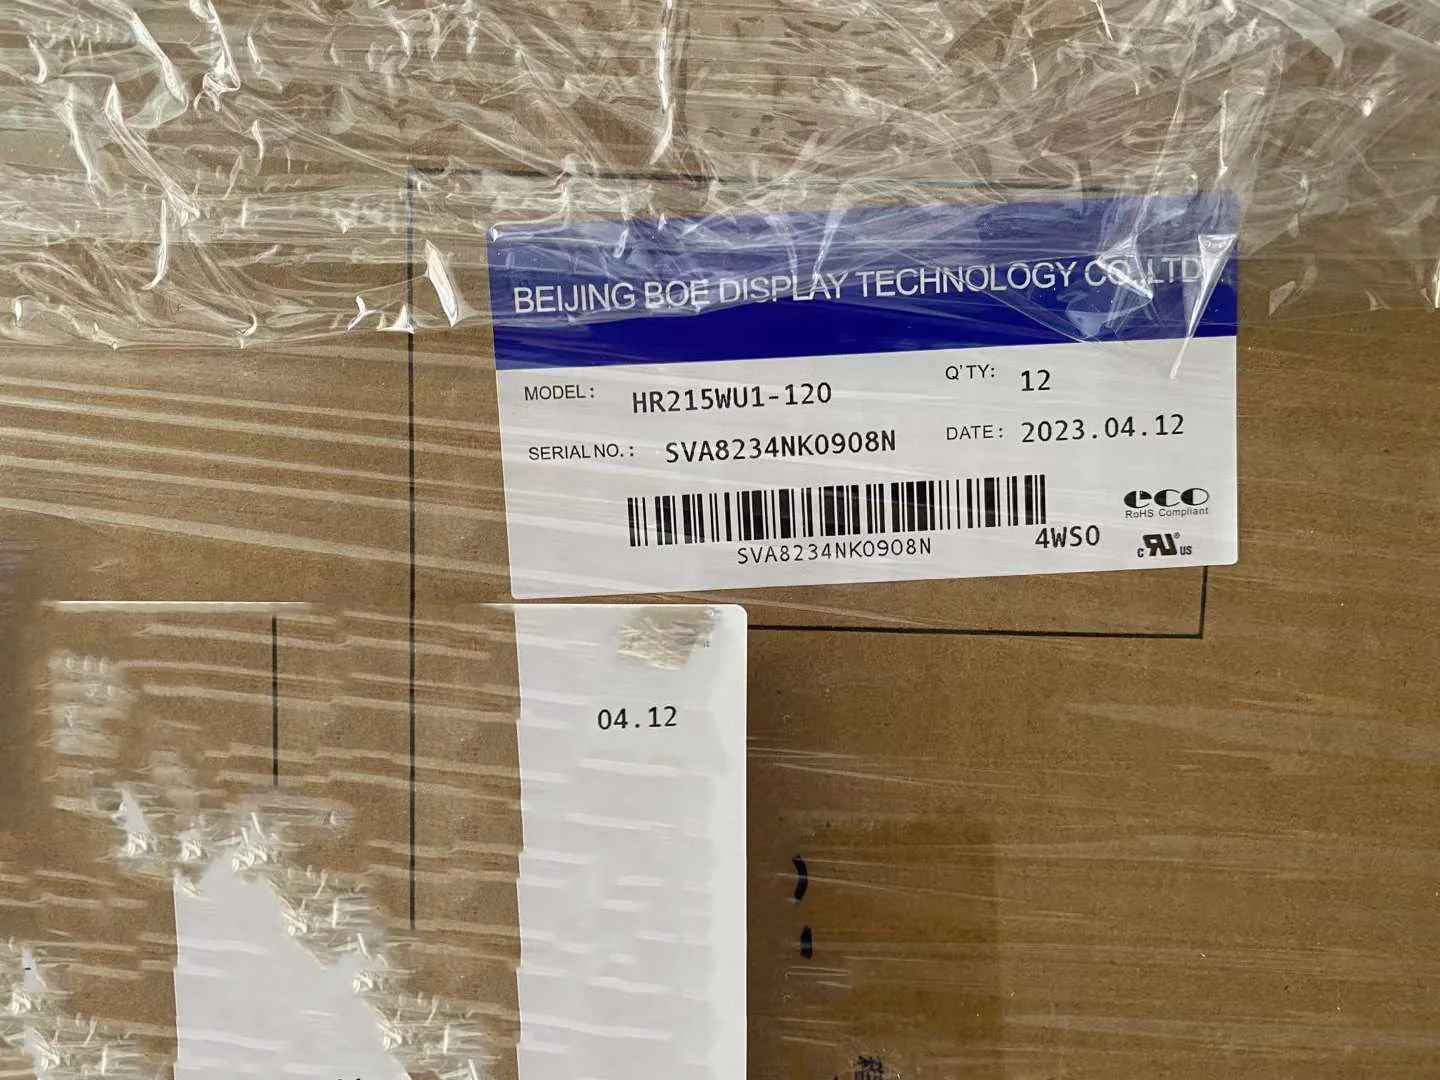 BEIJING BOE DISPLAY TECHNOLOGY CO.,LTD.
MODEL: HR215WU1-120 Q'TY: 12
SERIAL NO.: SVA8234NK0908N DATE: 2023.04.12
SVA8234NK0908N
4WS0
eco
RoHS Compliant
c RU ® US
04.12